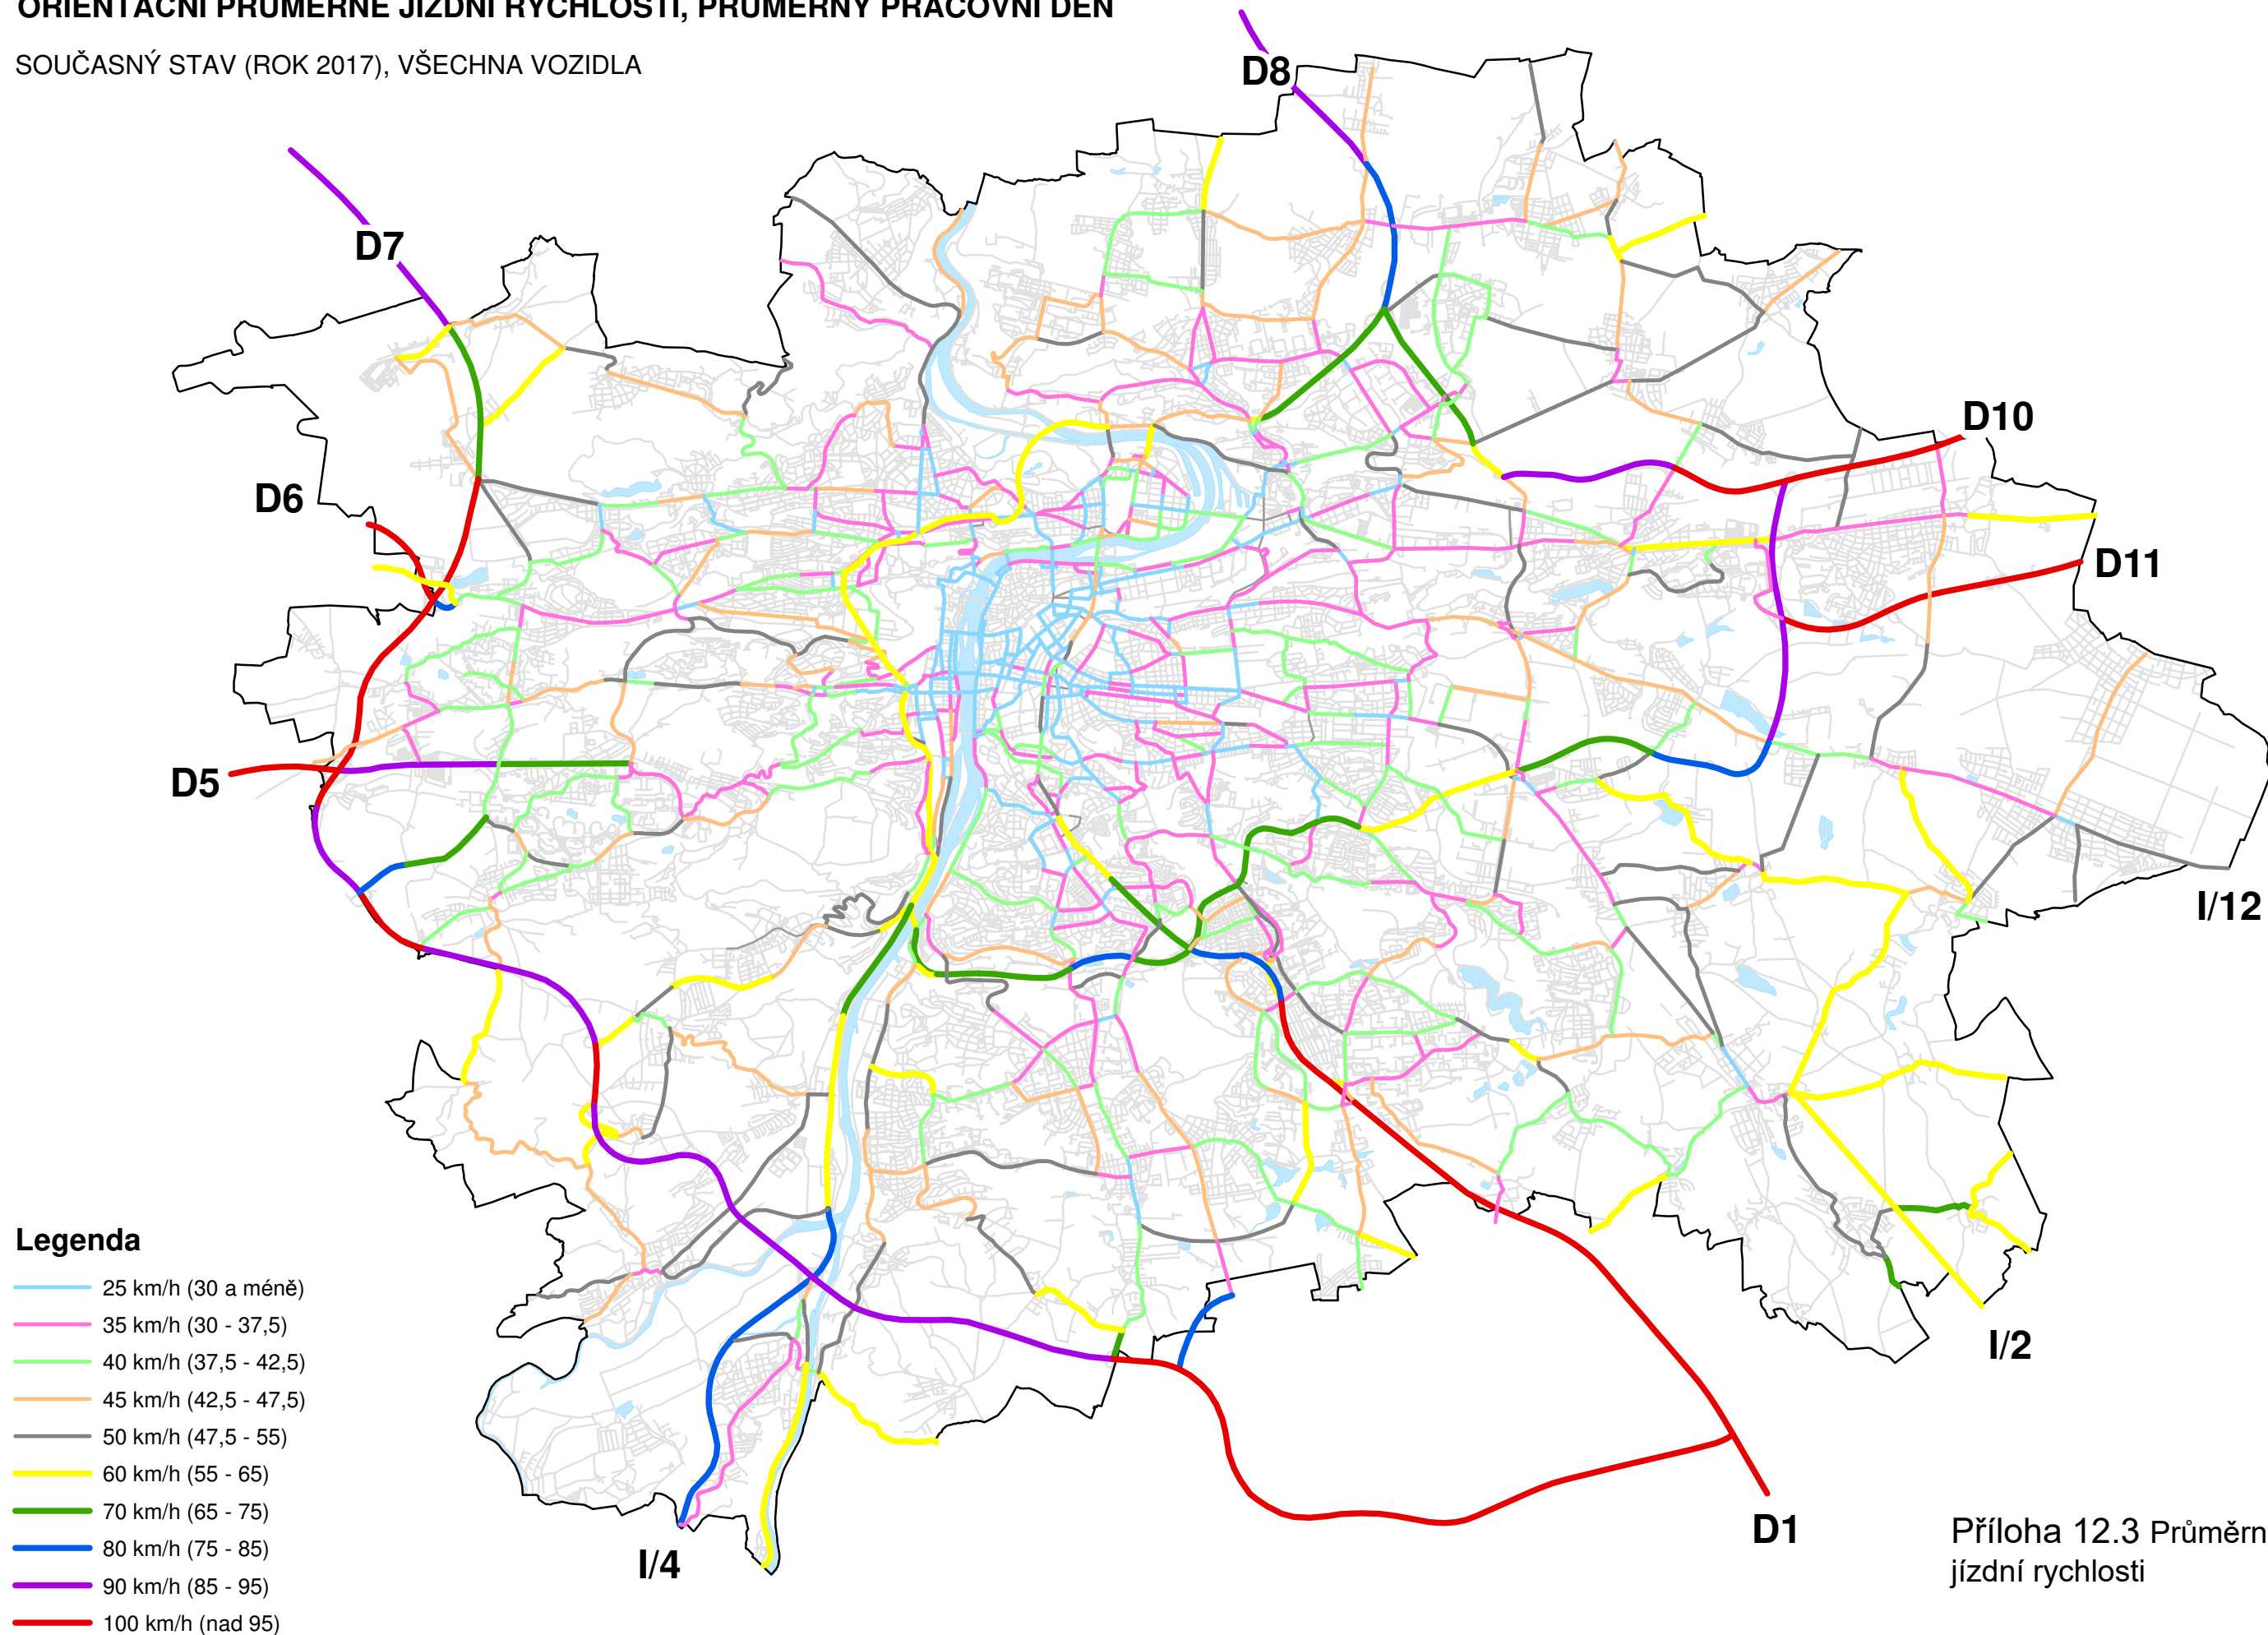 ORIENTAČNÍ PRŮMĚRNÉ JÍZDNÍ RYCHLOSTI, PRŮMĚRNÝ PRACOVNÍ DEN
SOUČASNÝ STAV (ROK 2017), VŠECHNA VOZIDLA
D8
D7
D10
D6
D11
D5
I/12
Legenda
25 km/h (30 a méně)
35 km/h (30 - 37,5)
40 km/h (37,5 - 42,5)
45 km/h (42,5 - 47,5)
50 km/h (47,5 - 55)
60 km/h (55 - 65)
70 km/h (65 - 75)
80 km/h (75 - 85)
90 km/h (85 - 95)
100 km/h (nad 95)
I/2
D1
I/4
Příloha 12.3 Průměrn
jízdní rychlosti